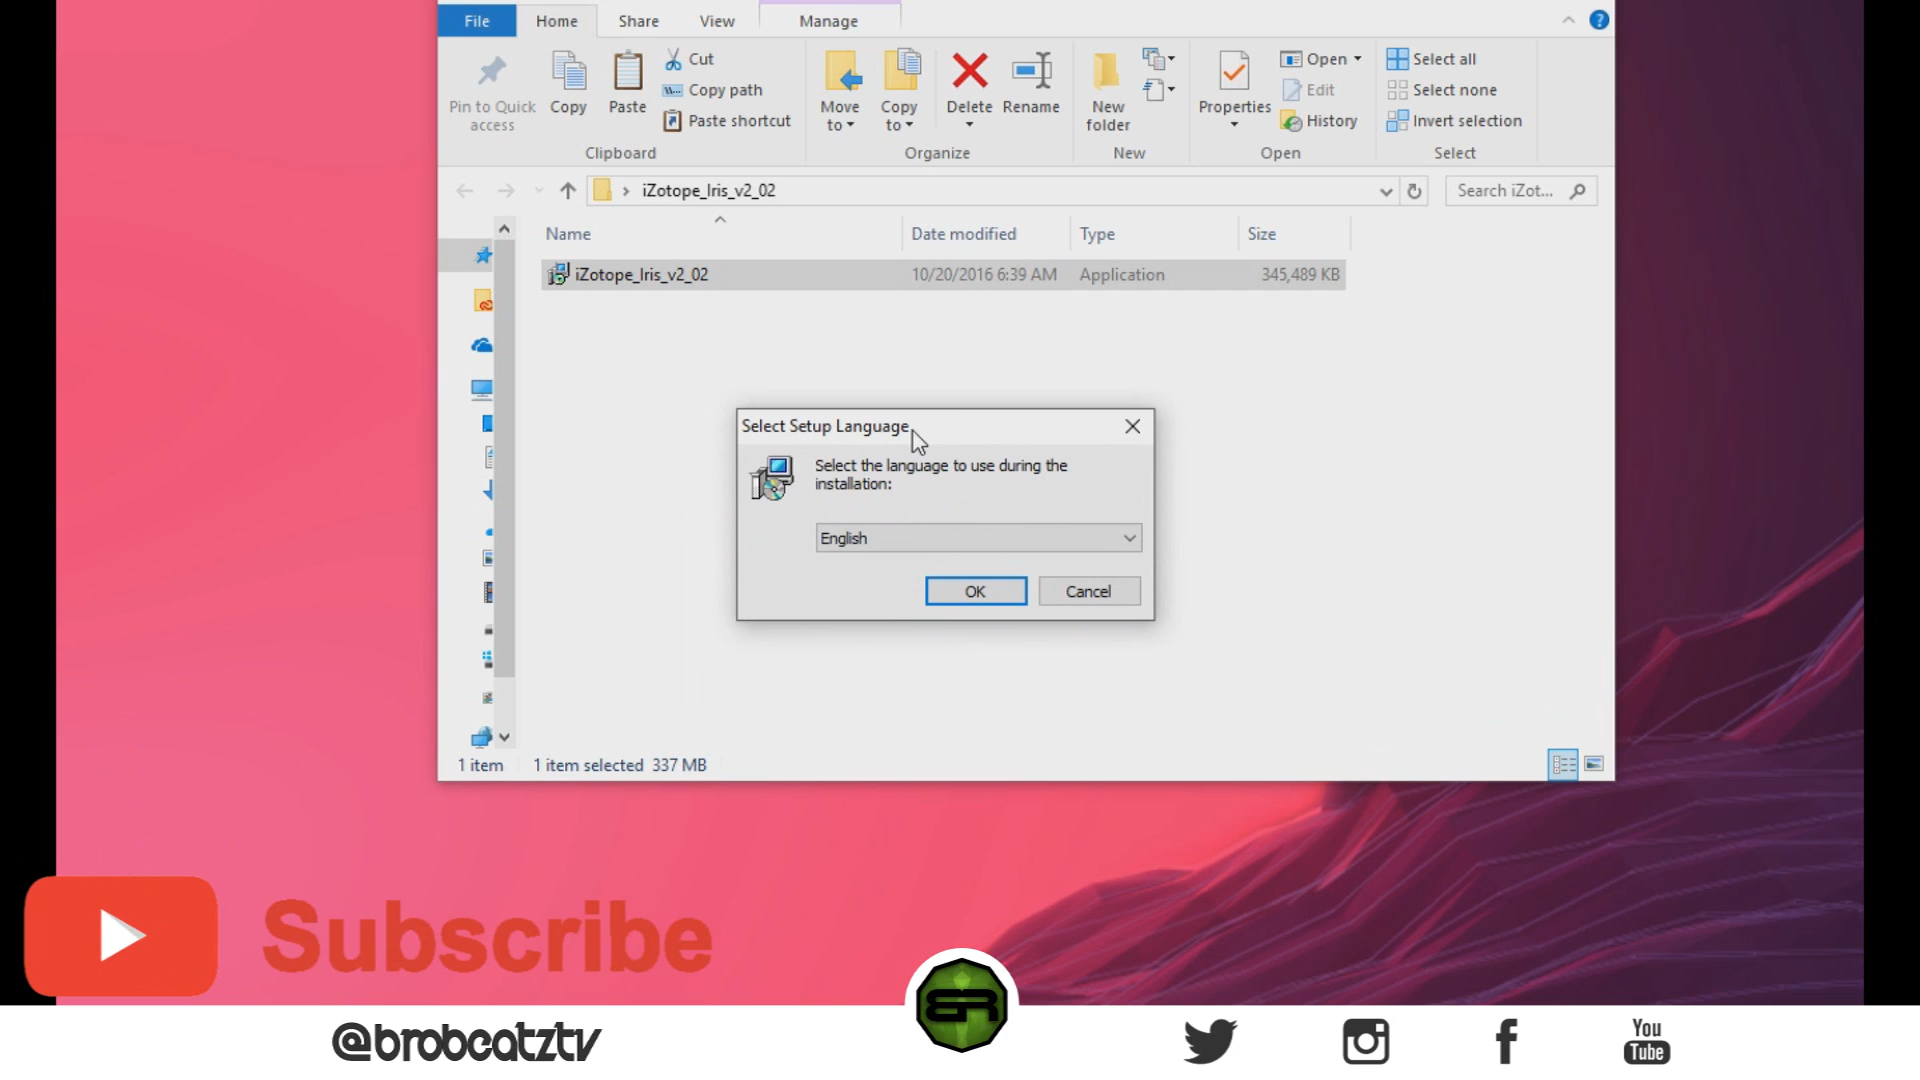 File Home Share View Manage
Pin to Quick access
Copy
Paste
Cut
Copy path
Paste shortcut
Move to
Copy to
Delete
Rename
New folder
Properties
Open
Edit
History
Select all
Select none
Invert selection
Clipboard Organize New Open Select
iZotope_Iris_v2_02
Search iZot...
Name Date modified Type Size
iZotope_Iris_v2_02 10/20/2016 6:39 AM Application 345,489 KB
Select Setup Language
Select the language to use during the
installation:
English
OK Cancel
1 item 1 item selected 337 MB
Subscribe
BR
@brobeatztv
You
Tube